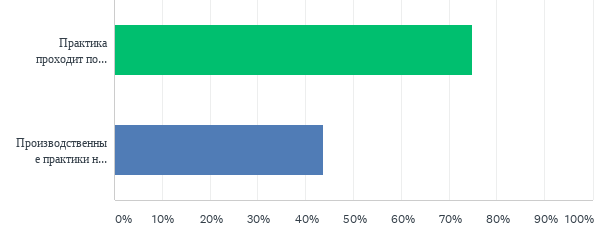 Практика
проходит по...
Производственны
е практики н...
0% 10% 20% 30% 40% 50% 60% 70% 80% 90% 100%